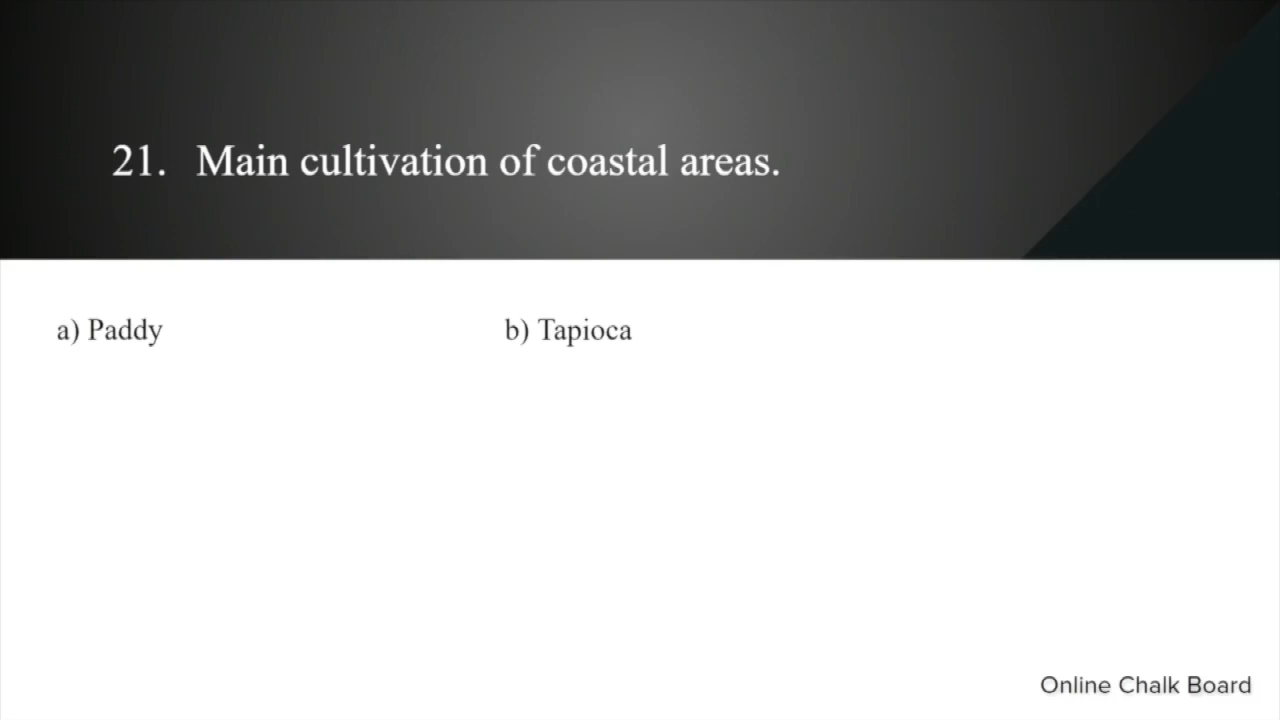 21. Main cultivation of coastal areas.
a) Paddy b) Tapioca
Online Chalk Board